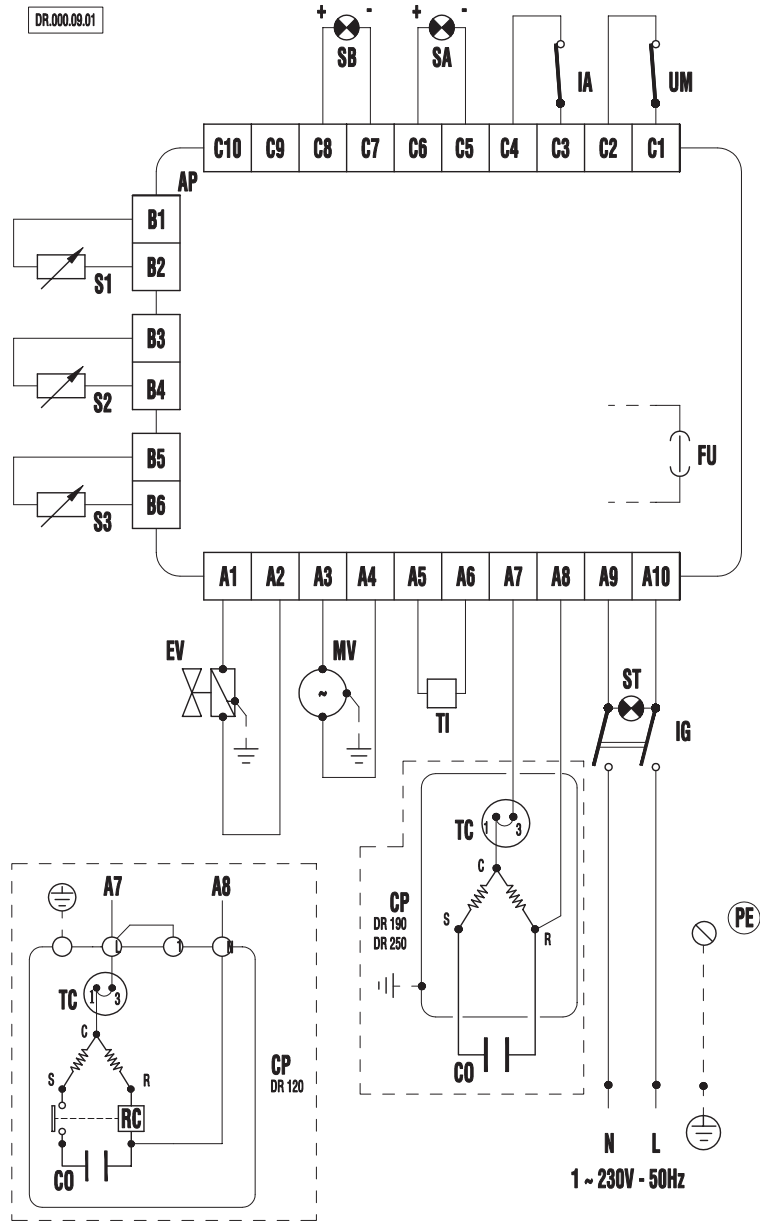 DR.000.09.01
+ - + -
SB SA
IA UM
C10 C9 C8 C7 C6 C5 C4 C3 C2 C1
AP
B1
B2
S1
B3
B4
S2
B5
B6
S3
FU
A1 A2 A3 A4 A5 A6 A7 A8 A9 A10
EV MV TI ST
~
IG
TC 1 3
C
CP
DR 190
DR 250
S R
CO
PE
A7 A8
L 1 N
TC 1 3
C
CP
DR 120
S R
RC
CO
N L
1 ~ 230V - 50Hz